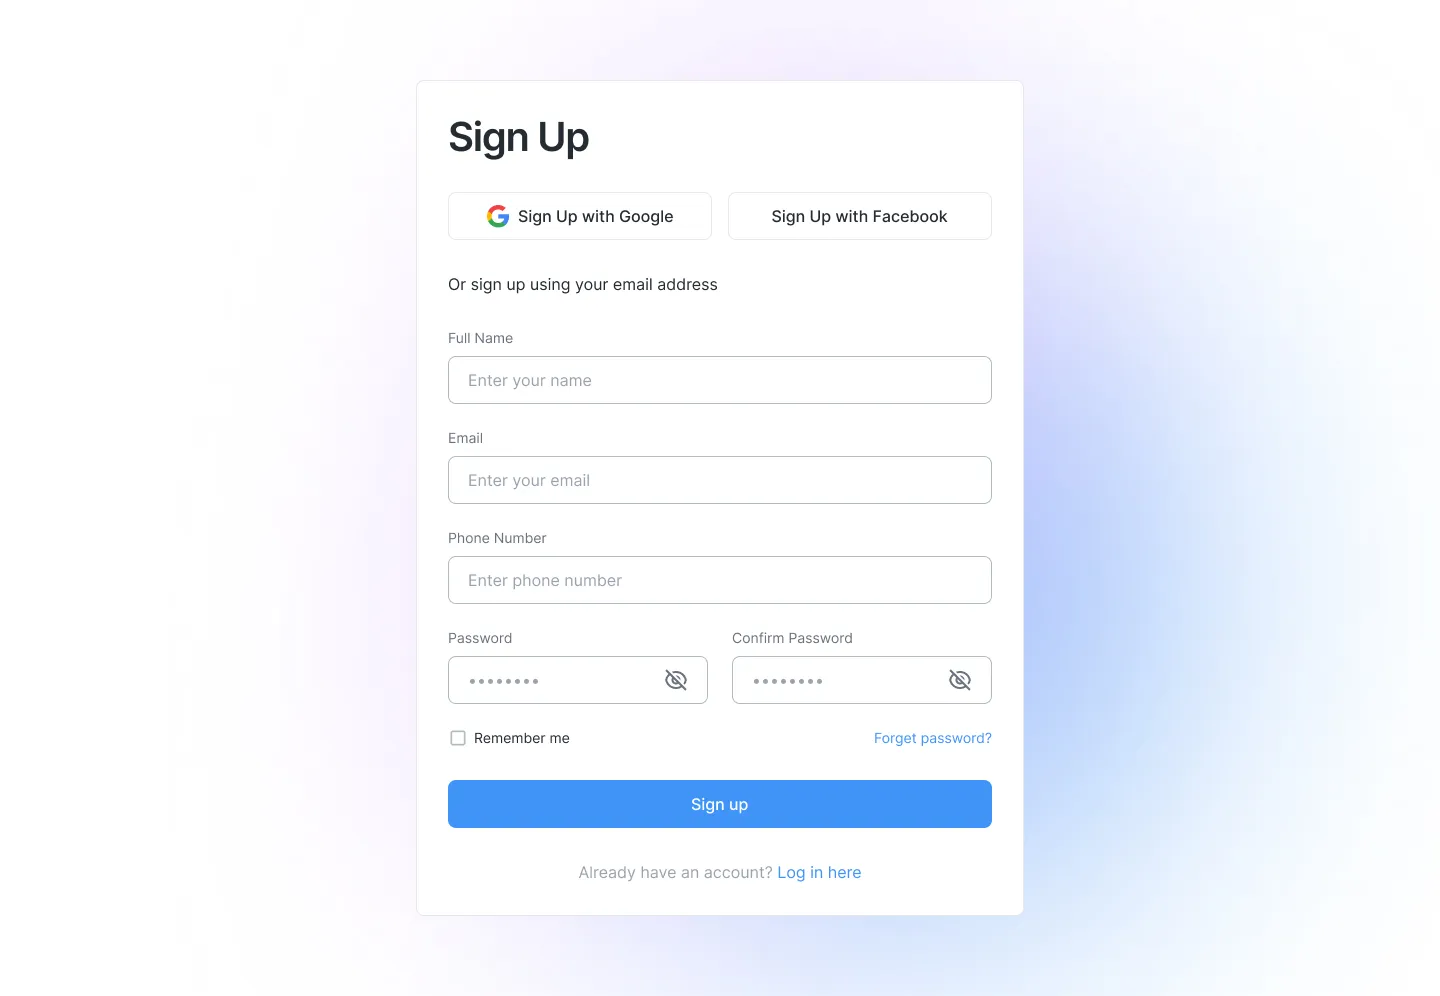 Sign Up
Sign Up with Google
Sign Up with Facebook
Or sign up using your email address
Full Name
Enter your name
Email
Enter your email
Phone Number
Enter phone number
Password
Confirm Password
Remember me
Forget password?
Sign up
Already have an account? Log in here